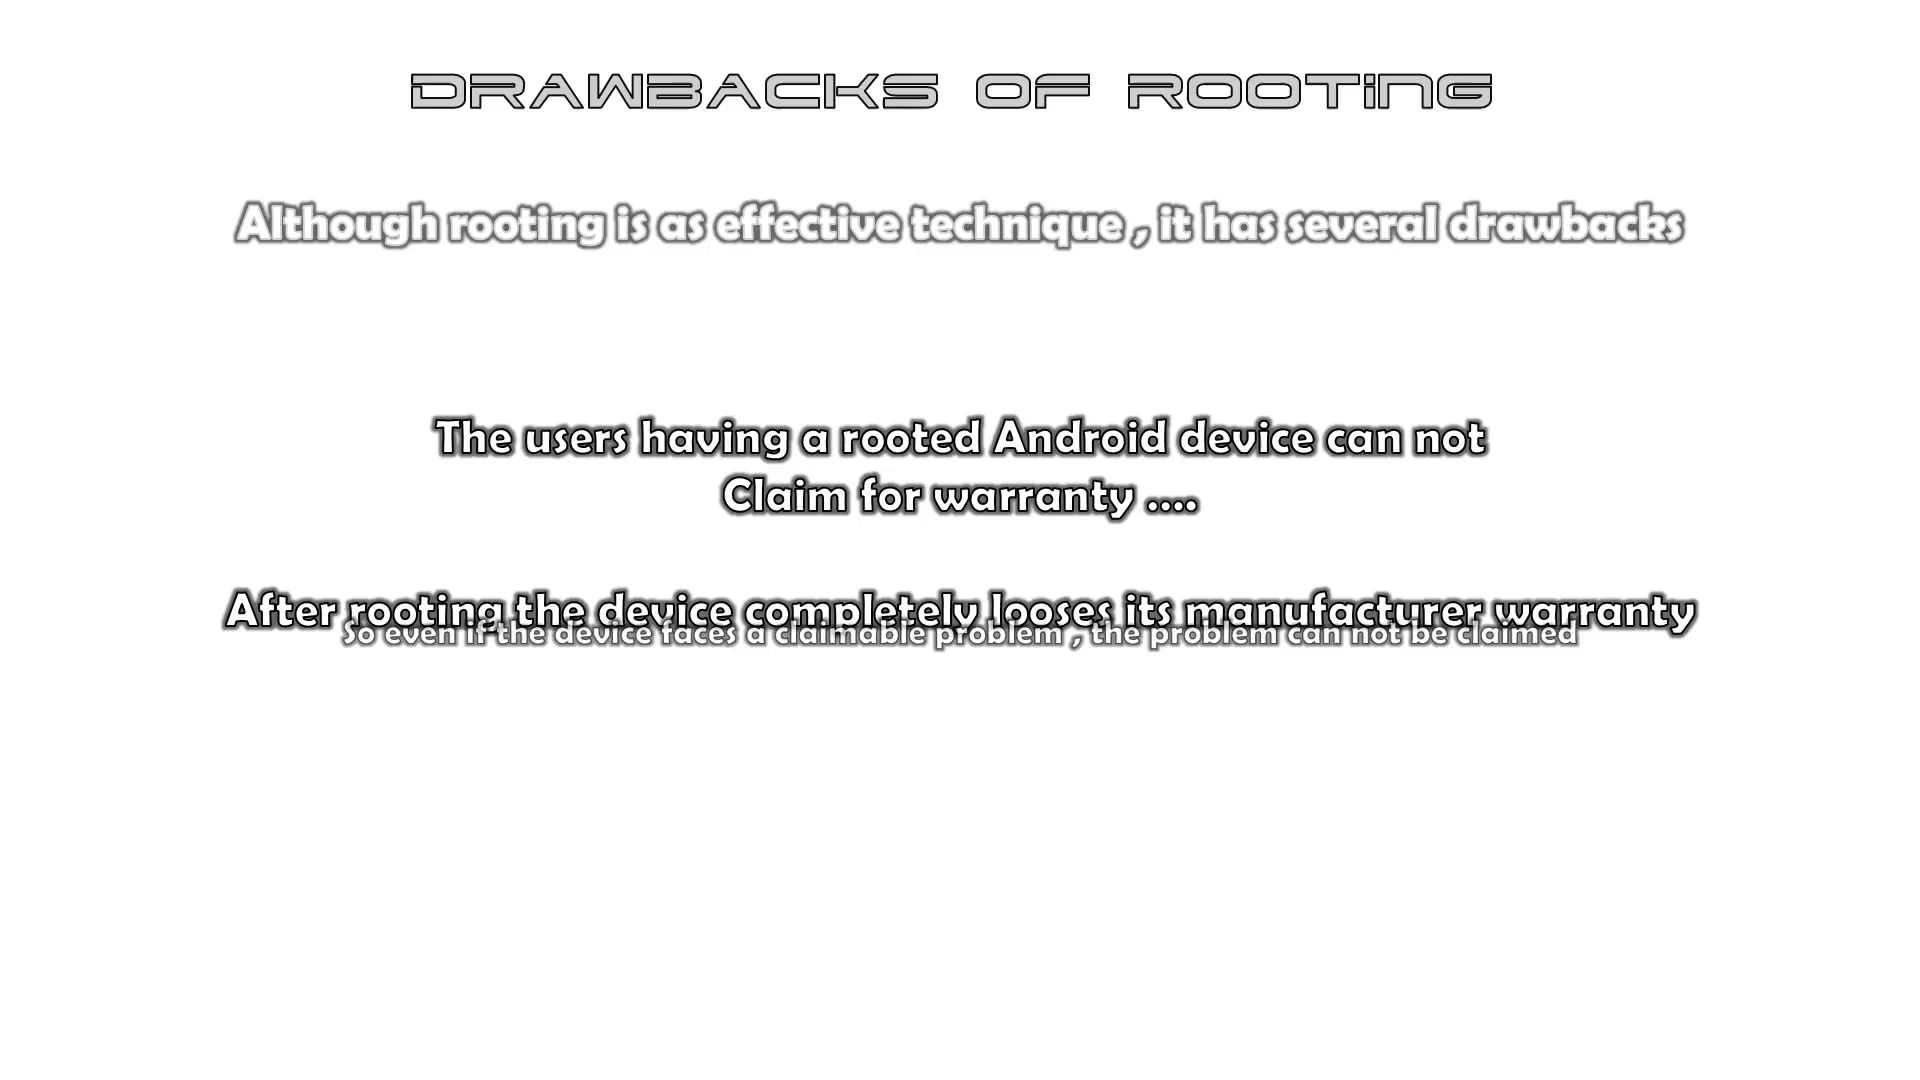 DRAWBACKS OF ROOTiNG
Although rooting is as effective technique , it has several drawbacks
The users having a rooted Android device can not
Claim for warranty ....
After rooting the device completely looses its manufacturer warranty
So even if the device faces a claimable problem , the problem can not be claimed